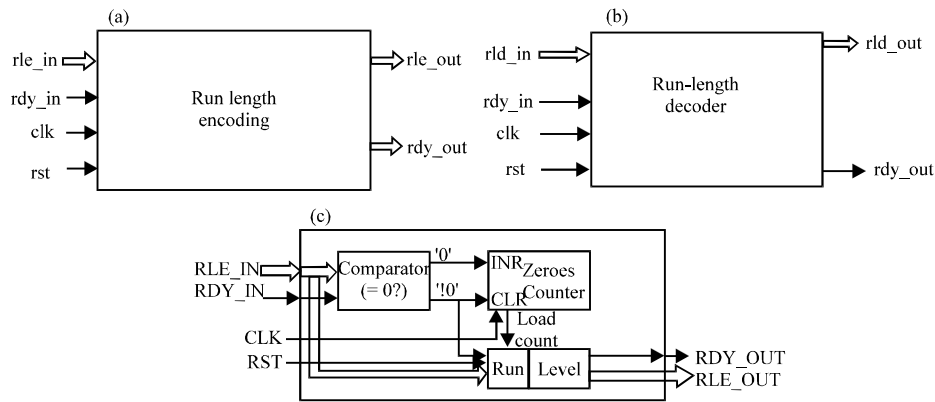 (a)
rle_in
rdy_in
clk
rst
Run length
encoding
rle_out
rdy_out
(b)
rld_in
rdy_in
clk
rst
Run-length
decoder
rld_out
rdy_out
(c)
RLE_IN
RDY_IN
CLK
RST
Comparator
(= 0?)
'0'
'!0'
INR
Zeroes
Counter
CLR
Load
count
Run
Level
RDY_OUT
RLE_OUT